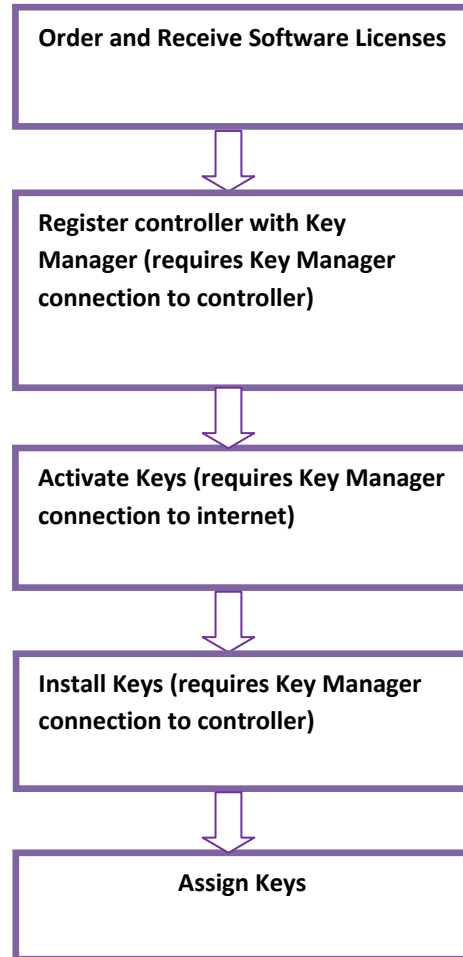 Order and Receive Software Licenses
Register controller with Key
Manager (requires Key Manager
connection to controller)
Activate Keys (requires Key Manager
connection to internet)
Install Keys (requires Key Manager
connection to controller)
Assign Keys